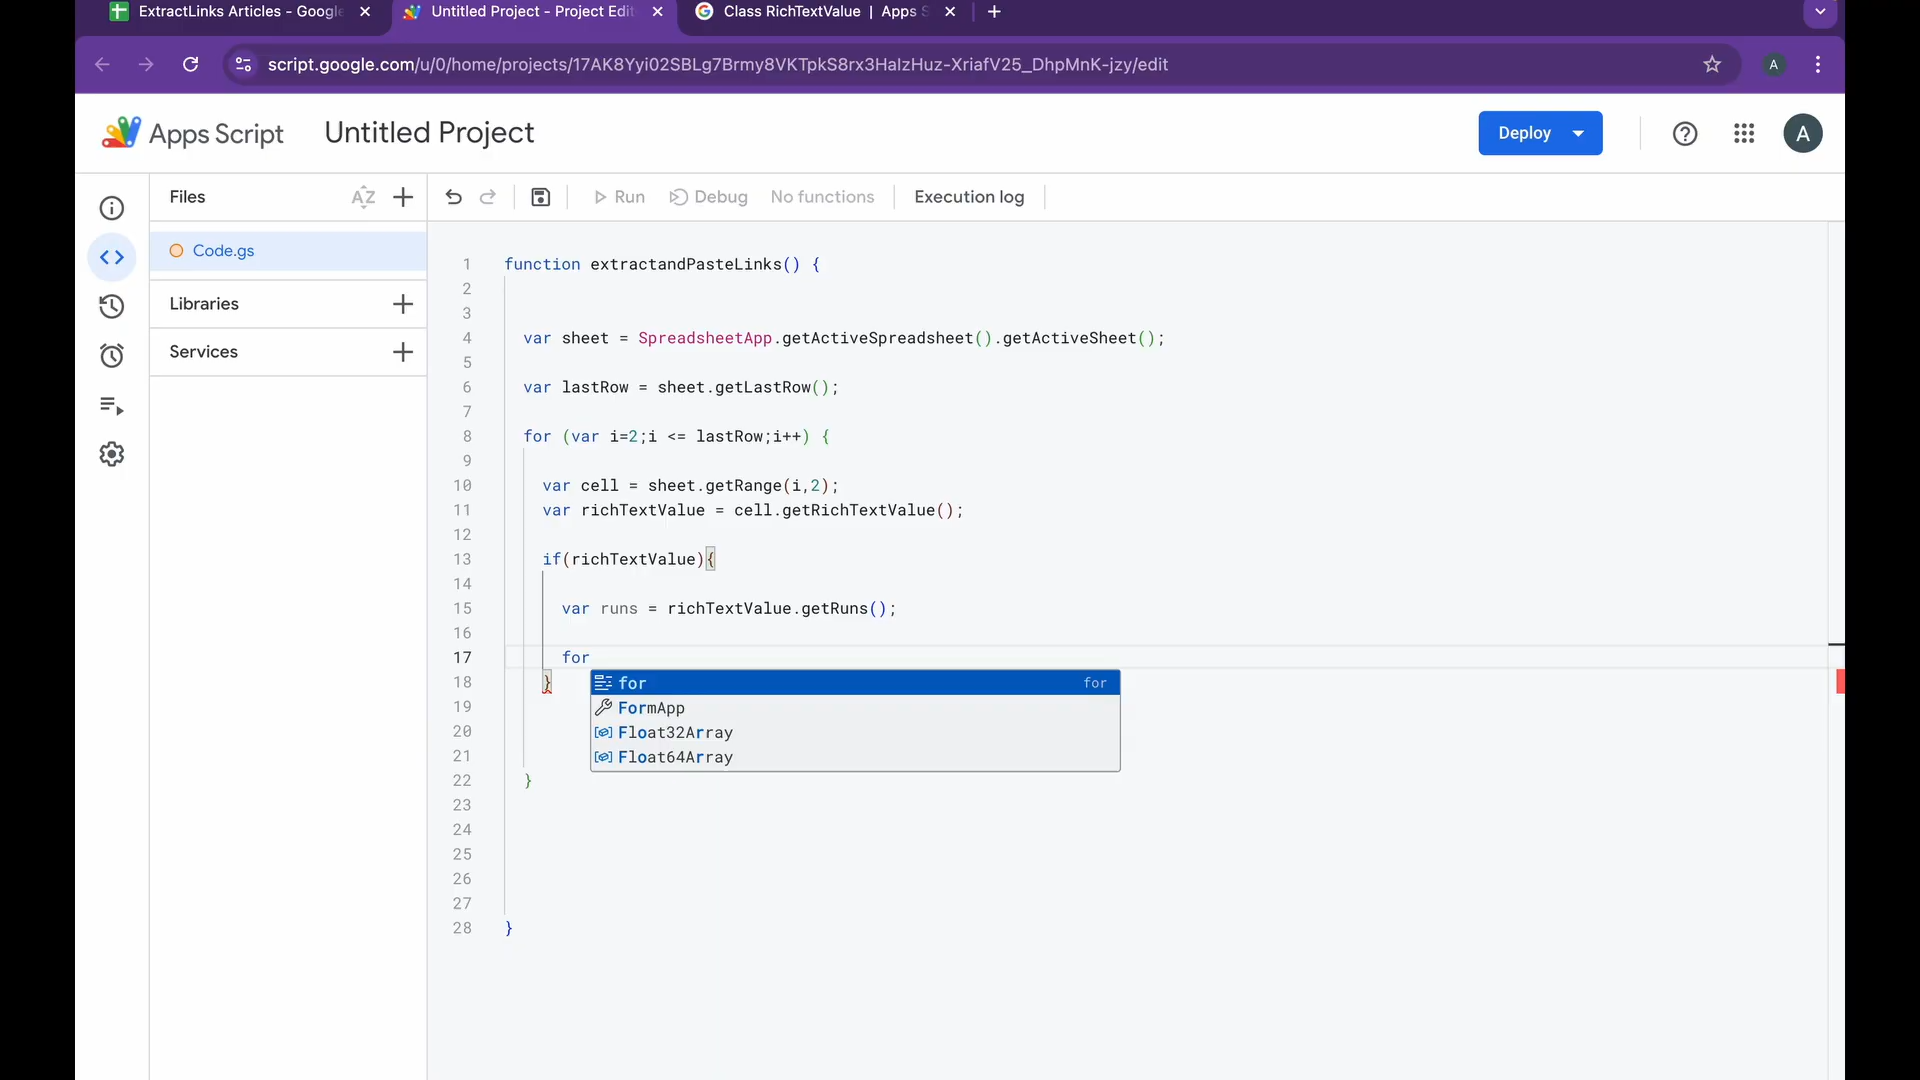 ExtractLinks Articles - Google
Untitled Project - Project Edit
Class RichTextValue | Apps S
script.google.com/u/0/home/projects/17AK8Yyi02SBLg7Brmy8VKTpkS8rx3HaIzHuz-XriafV25_DhpMnK-jzy/edit
A
Apps Script
Untitled Project
Deploy
A
Files
AZ
Run
Debug
No functions
Execution log
Code.gs
Libraries
Services
1 function extractandPasteLinks() {
2
3
4 var sheet = SpreadsheetApp.getActiveSpreadsheet().getActiveSheet();
5
6 var lastRow = sheet.getLastRow();
7
8 for (var i=2;i <= lastRow;i++) {
9
10 var cell = sheet.getRange(i,2);
11 var richTextValue = cell.getRichTextValue();
12
13 if(richTextValue){
14
15 var runs = richTextValue.getRuns();
16
17 for
18 }
19
20
21
22 }
23
24
25
26
27
28 }
for for
FormApp
Float32Array
Float64Array